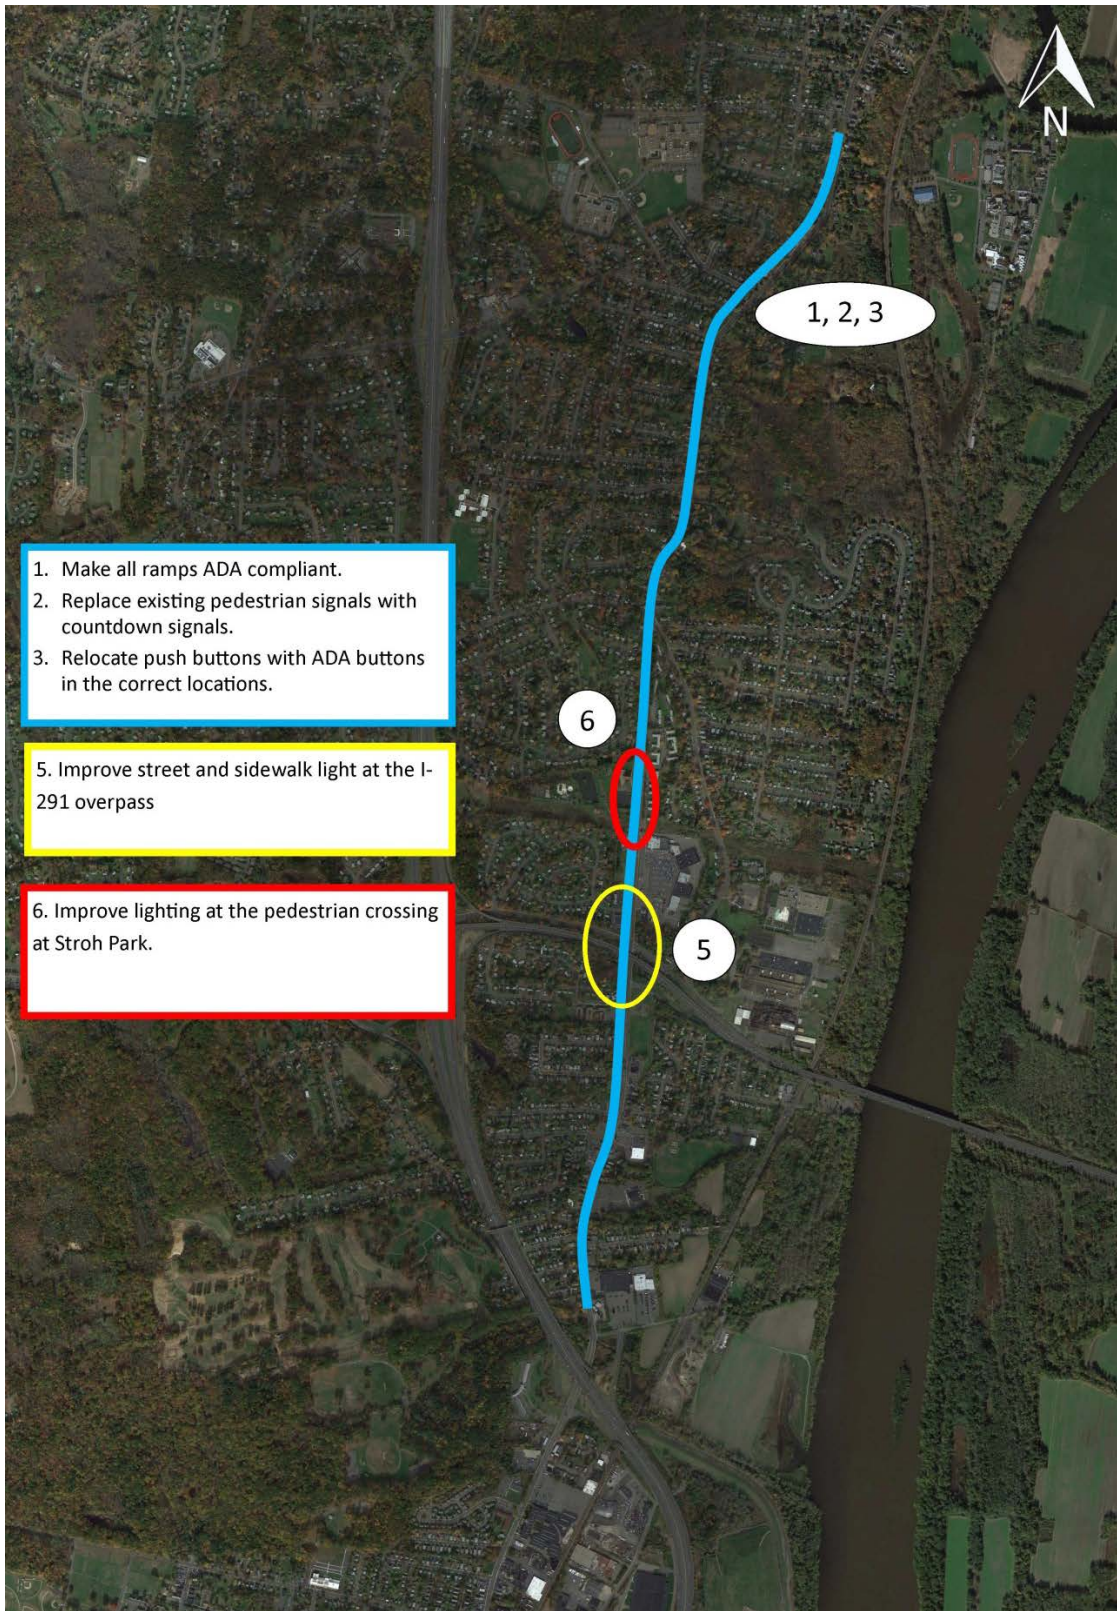 N
1, 2, 3
1. Make all ramps ADA compliant.
2. Replace existing pedestrian signals with
countdown signals.
3. Relocate push buttons with ADA buttons
in the correct locations.
6
5. Improve street and sidewalk light at the I-
291 overpass
6. Improve lighting at the pedestrian crossing
at Stroh Park.
5